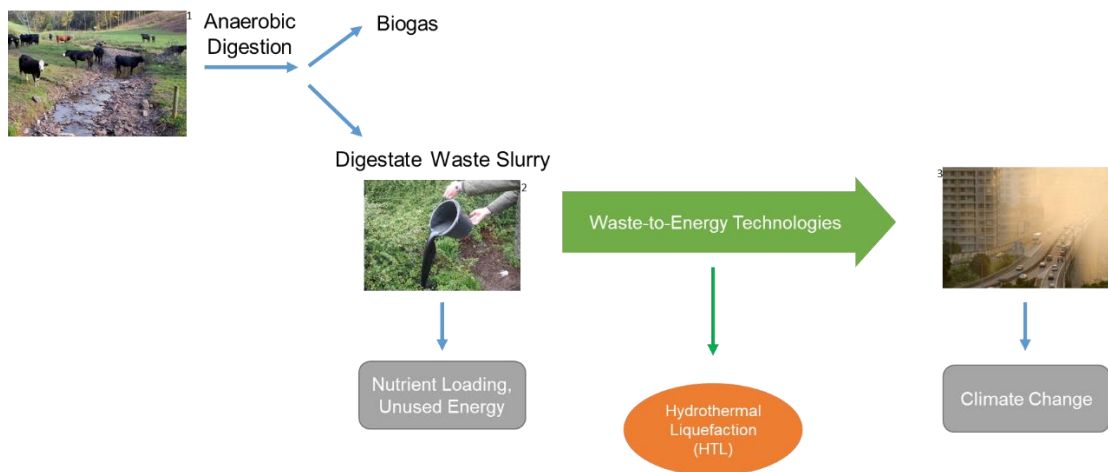 1
Anaerobic
Digestion
Biogas
Digestate Waste Slurry
2
3
Waste-to-Energy Technologies
Nutrient Loading,
Unused Energy
Hydrothermal
Liquefaction
(HTL)
Climate Change